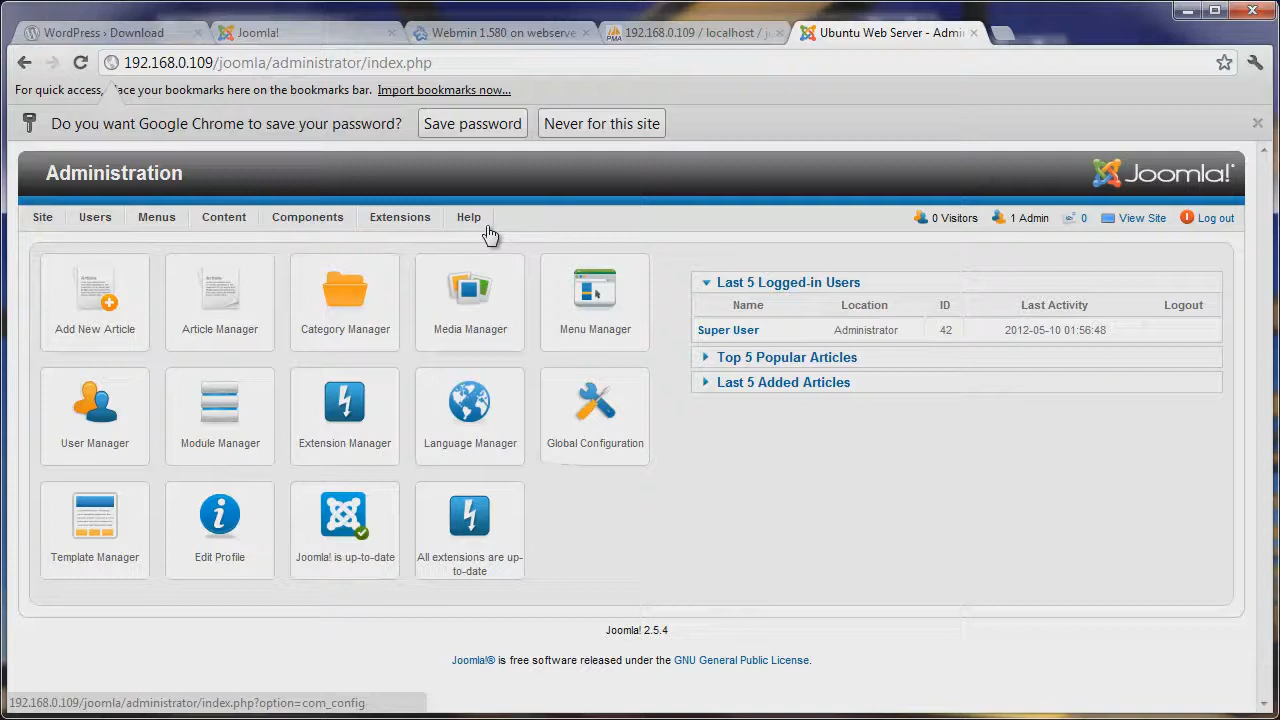 WordPress › Download
Joomla!
Webmin 1.580 on webserve
192.168.0.109 / localhost /
Ubuntu Web Server - Admin
192.168.0.109/joomla/administrator/index.php
For quick access, ace your bookmarks here on the bookmarks bar. Import bookmarks now...
Do you want Google Chrome to save your password? Save password Never for this site
Administration
Joomla!
Site Users Menus Content Components Extensions Help
0 Visitors 1 Admin 0 View Site Log out
Add New Article
Article Manager
Category Manager
Media Manager
Menu Manager
User Manager
Module Manager
Extension Manager
Language Manager
Global Configuration
Template Manager
Edit Profile
Joomla! is up-to-date
All extensions are up-
to-date
Last 5 Logged-in Users
Name Location ID Last Activity Logout
Super User Administrator 42 2012-05-10 01:56:48
Top 5 Popular Articles
Last 5 Added Articles
Joomla! 2.5.4
Joomla!® is free software released under the GNU General Public License.
192.168.0.109/joomla/administrator/index.php?option=com_config